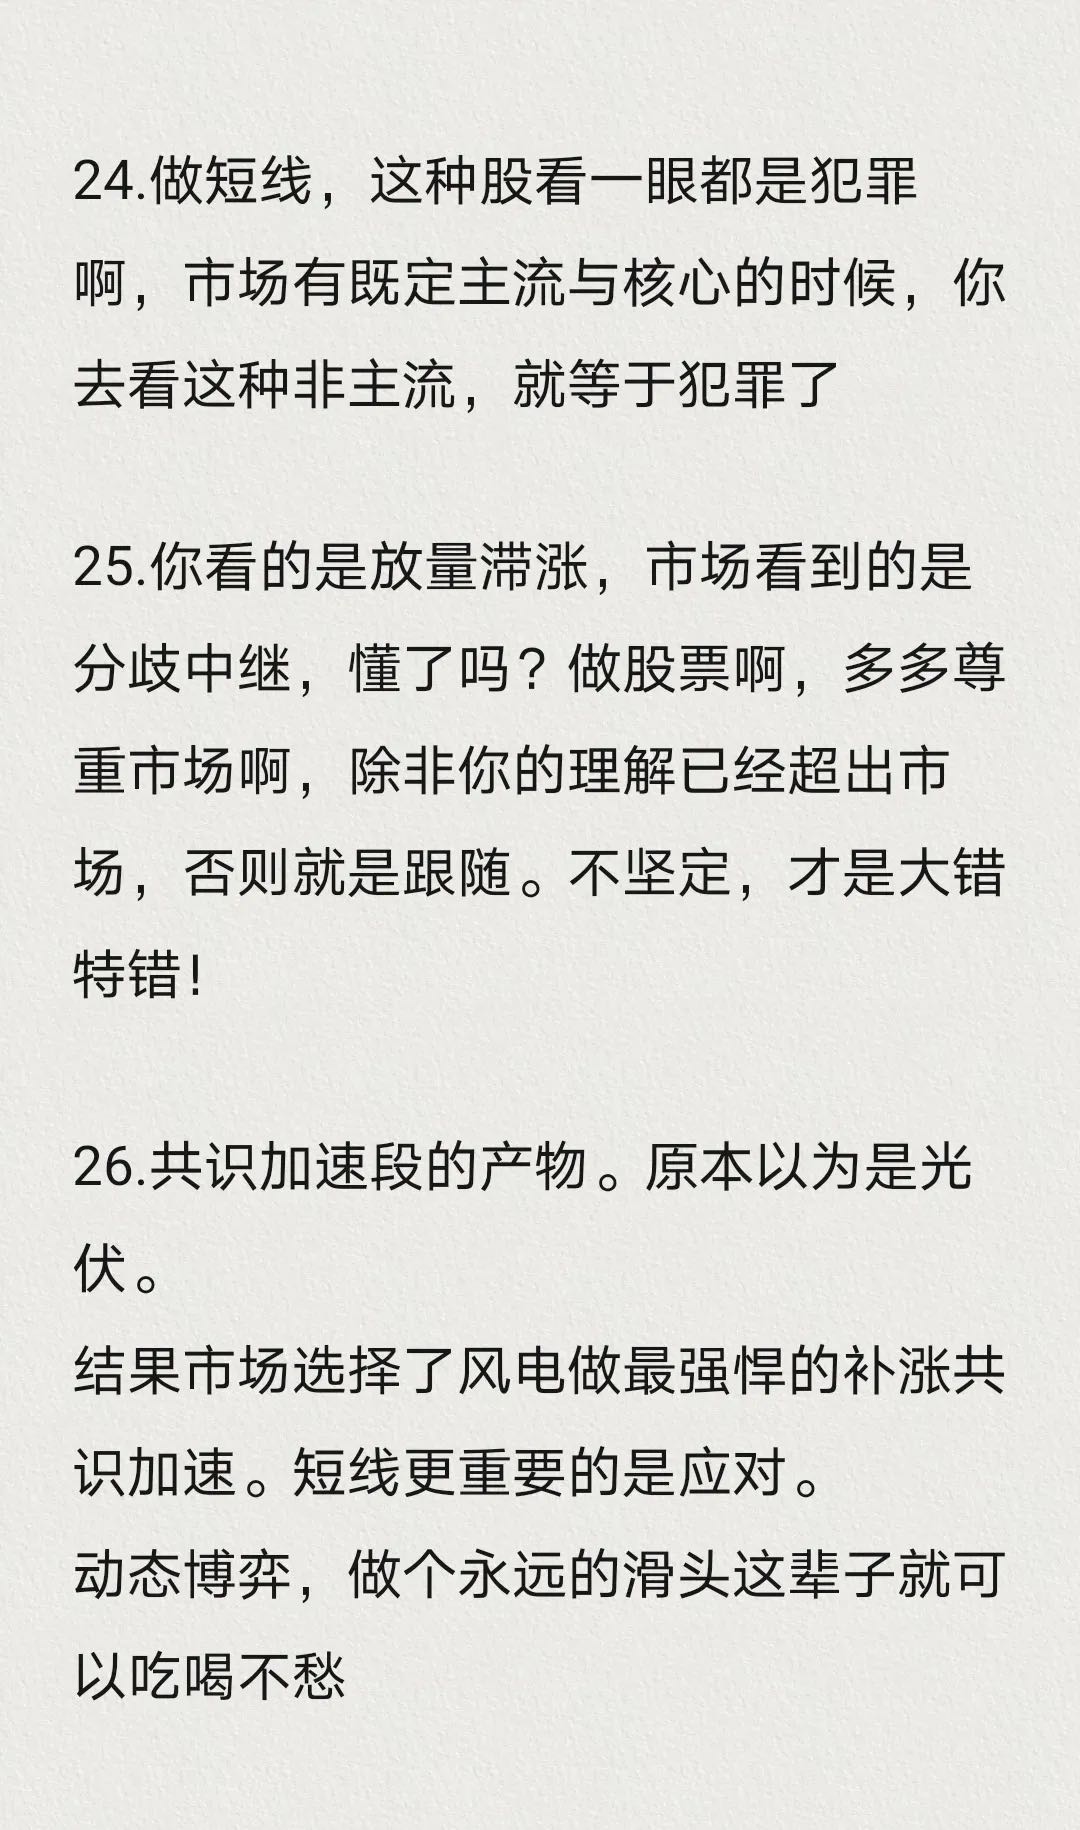 24.做短线，这种股看一眼都是犯罪
啊，市场有既定主流与核心的时候，你
去看这种非主流，就等于犯罪了
25.你看的是放量滞涨，市场看到的是
分歧中继，懂了吗？做股票啊，多多尊
重市场啊，除非你的理解已经超出市
场，否则就是跟随。不坚定，才是大错
特错！
26.共识加速段的产物。原本以为是光
伏。
结果市场选择了风电做最强悍的补涨共
识加速。短线更重要的是应对。
动态博弈，做个永远的滑头这辈子就可
以吃喝不愁